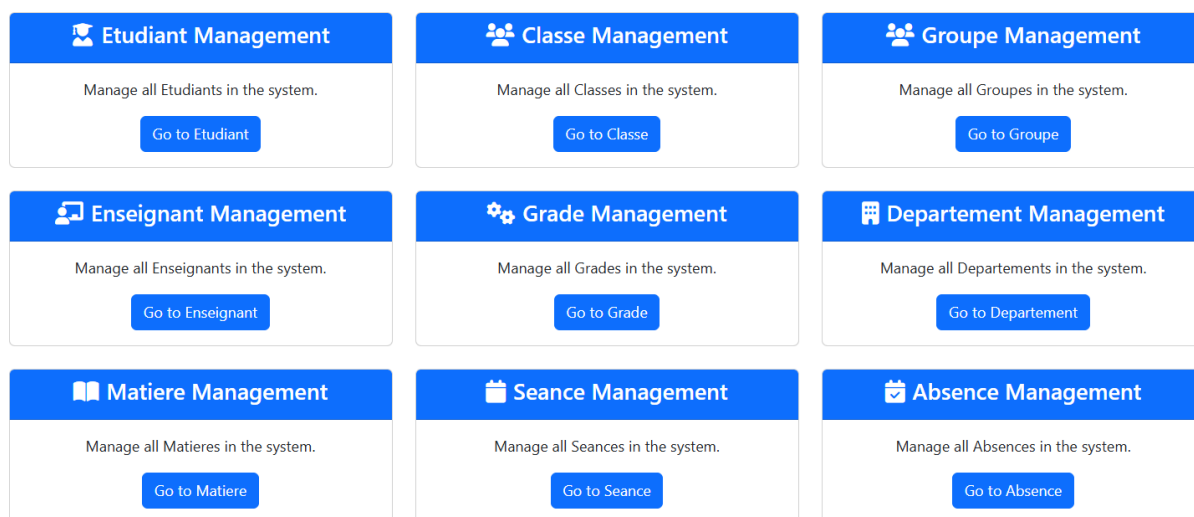 Etudiant Management
Manage all Etudiants in the system.
Go to Etudiant
Classe Management
Manage all Classes in the system.
Go to Classe
Groupe Management
Manage all Groupes in the system.
Go to Groupe
Enseignant Management
Manage all Enseignants in the system.
Go to Enseignant
Grade Management
Manage all Grades in the system.
Go to Grade
Departement Management
Manage all Departements in the system.
Go to Departement
Matiere Management
Manage all Matieres in the system.
Go to Matiere
Seance Management
Manage all Seances in the system.
Go to Seance
Absence Management
Manage all Absences in the system.
Go to Absence